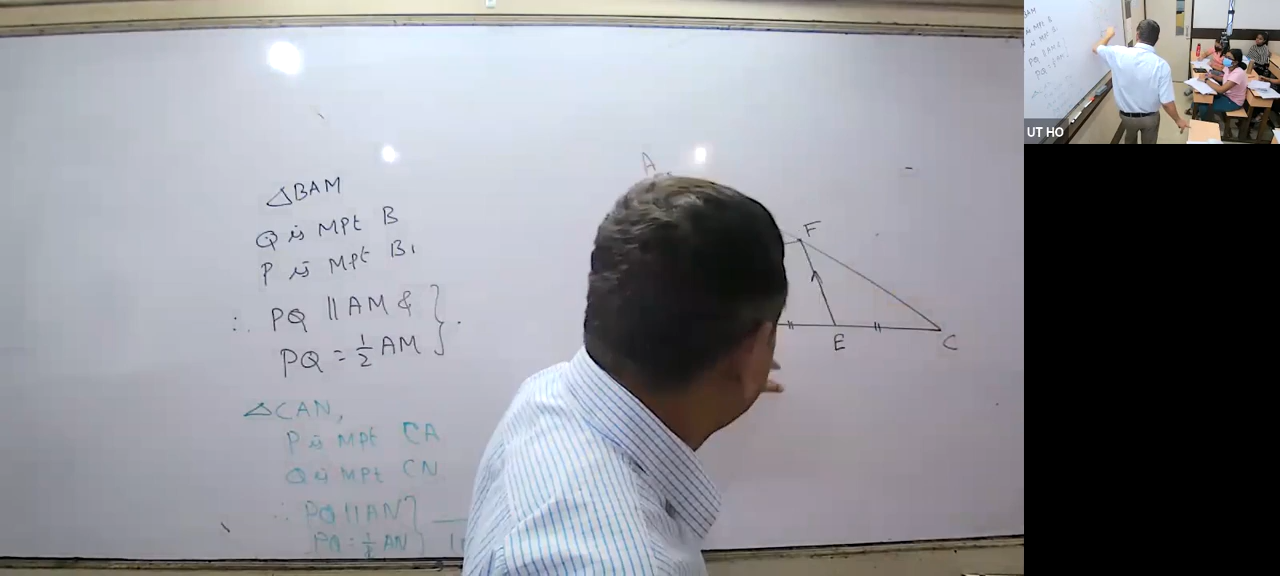 △BAM
Q is Mpt B
P is Mpt B,
∴ PQ || AM & }
PQ = 1/2 AM } .
△CAN,
P is Mpt CA
Q is Mpt CN
∴ PQ || AN }
PQ = 1/2 AN }
A
F
E
C
UT HO